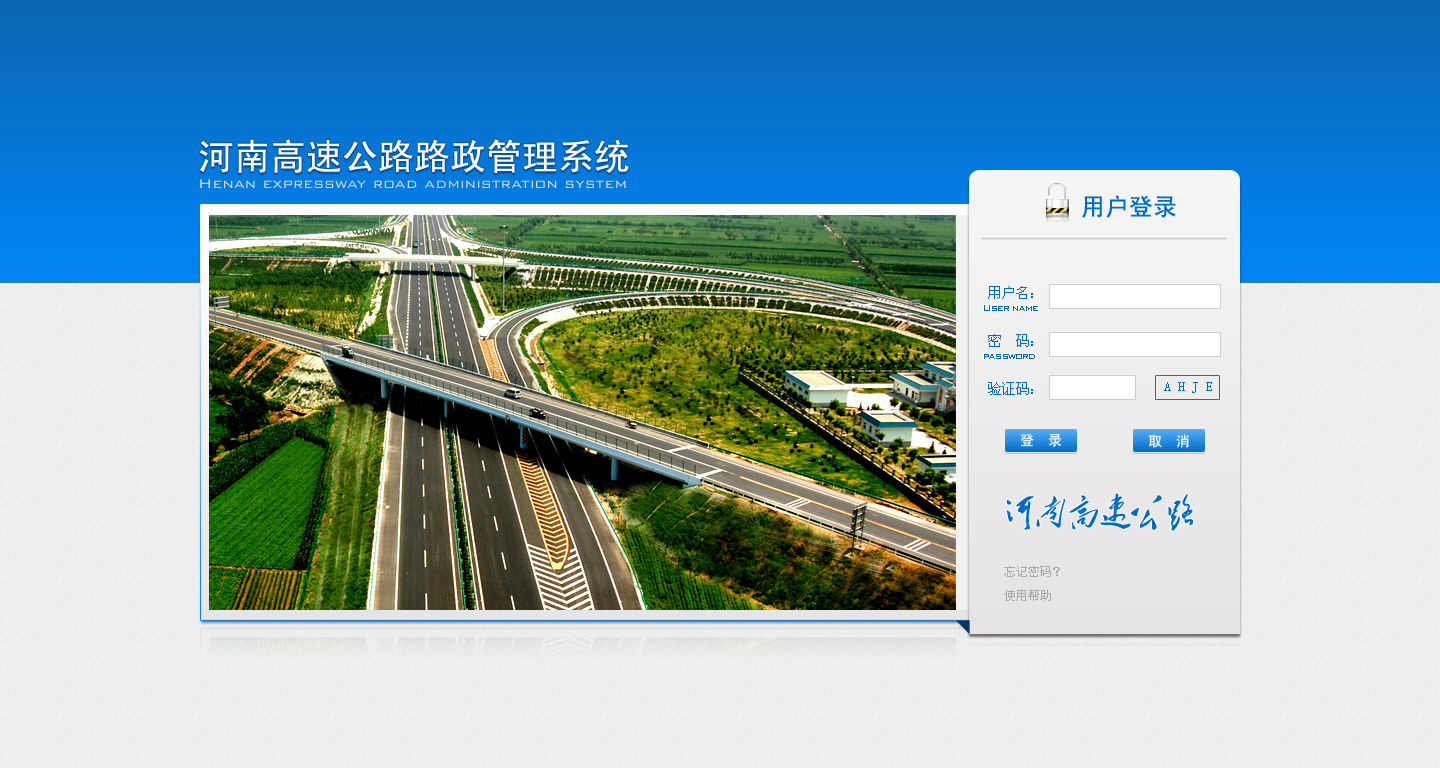 河南高速公路路政管理系统
HENAN EXPRESSWAY ROAD ADMINISTRATION SYSTEM
用户登录
用户名：
USER NAME
密 码：
PASSWORD
验证码：
A H J E
登 录
取 消
河南高速公路
忘记密码？
使用帮助